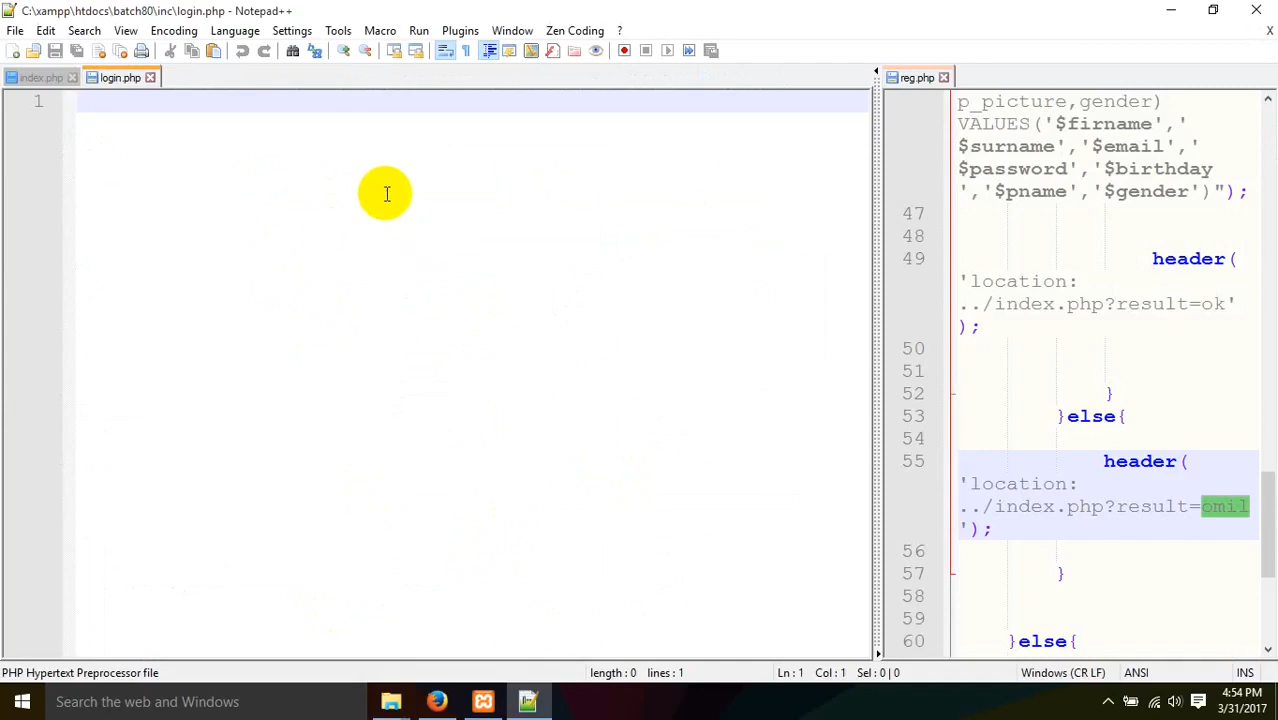 C:\xampp\htdocs\batch80\inc\login.php - Notepad++
File Edit Search View Encoding Language Settings Tools Macro Run Plugins Window Zen Coding ? X
index.php login.php reg.php
1
p_picture,gender)
VALUES('$firname','
$surname','$email','
$password','$birthday
','$pname','$gender')");
47
48
49 header(
'location:
../index.php?result=ok'
);
50
51
52 }
53 }else{
54
55 header(
'location:
../index.php?result=omil
');
56
57 }
58
59
60 }else{
PHP Hypertext Preprocessor file length : 0 lines : 1 Ln : 1 Col : 1 Sel : 0 | 0 Windows (CR LF) ANSI INS
Search the web and Windows
4:54 PM
3/31/2017